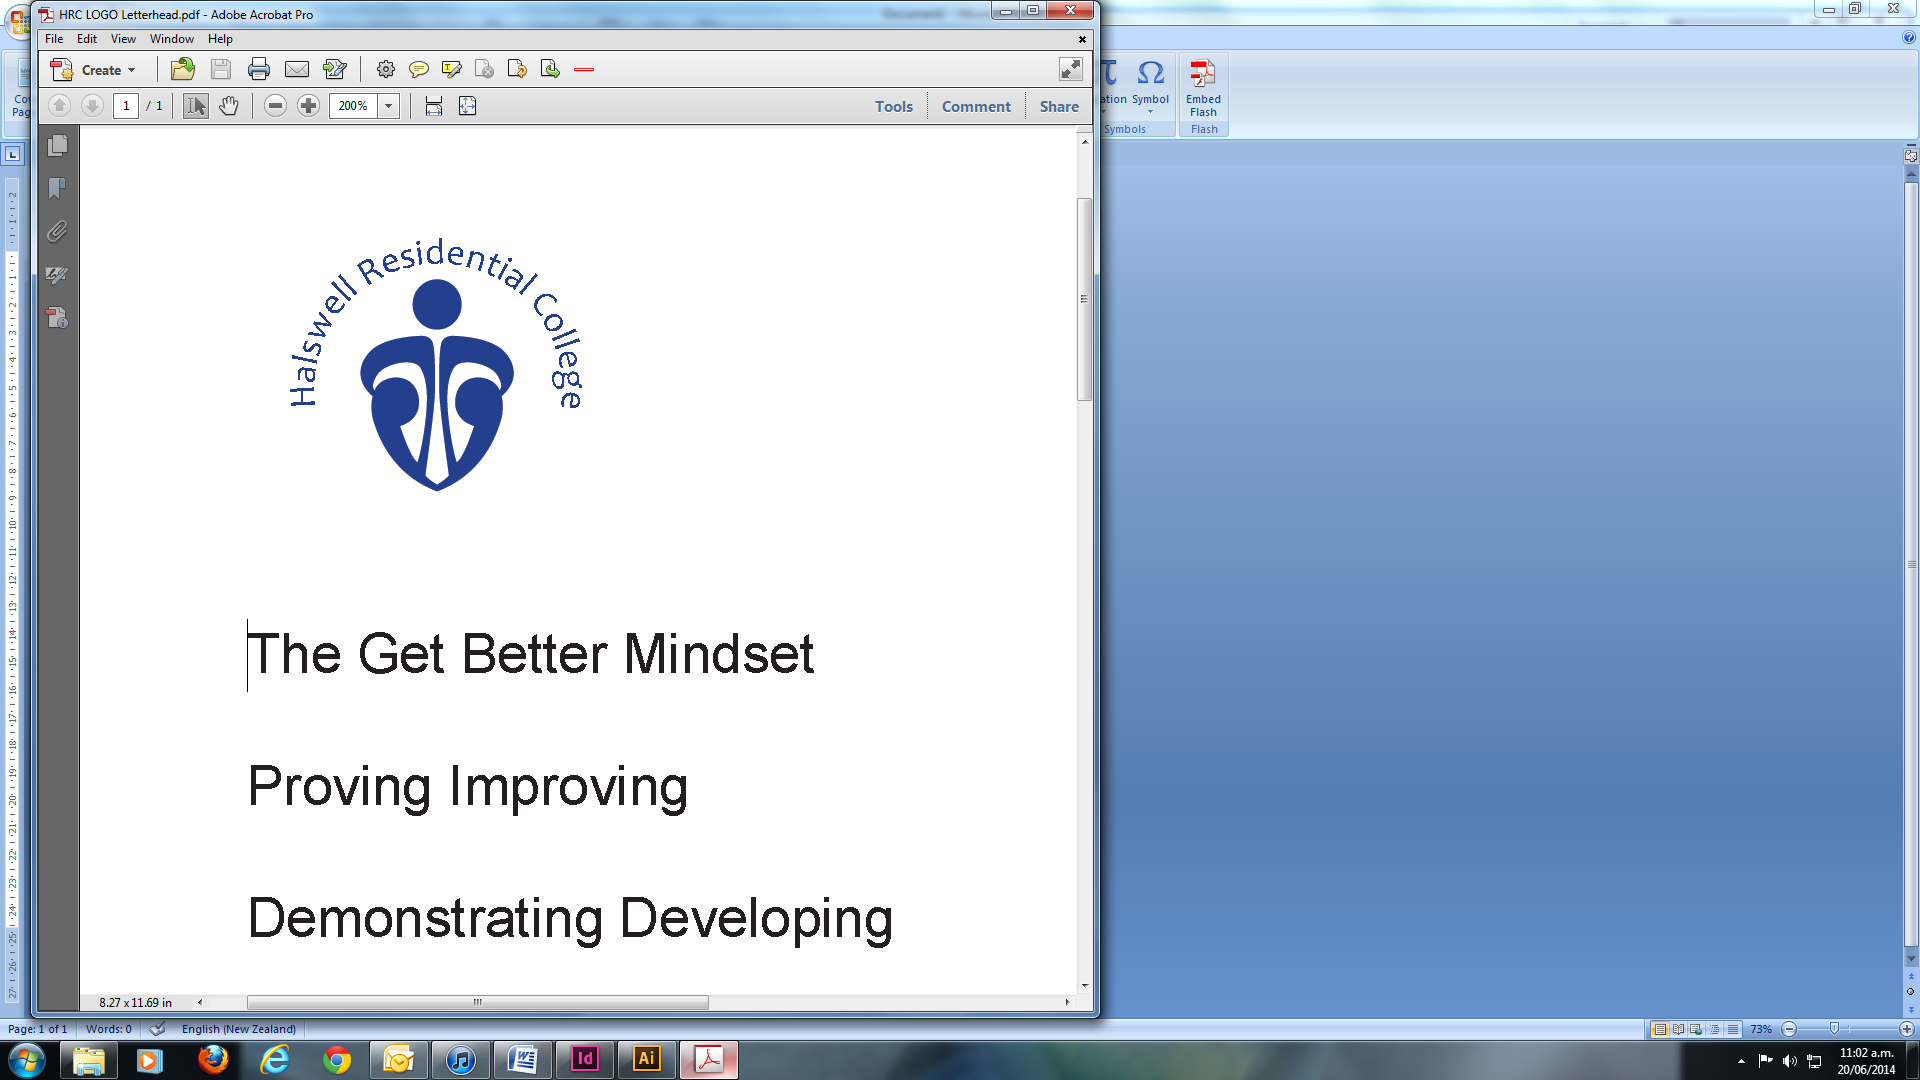 HRC LOGO Letterhead.pdf - Adobe Acrobat Pro
File Edit View Window Help
Create
1 / 1 200% Tools Comment Share
Symbol Embed Flash
Symbols Flash
Halswell Residential College
The Get Better Mindset
Proving Improving
Demonstrating Developing
8.27 x 11.69 in
Page: 1 of 1 Words: 0 English (New Zealand) 73%
Id Ai
11:02 a.m.
20/06/2014